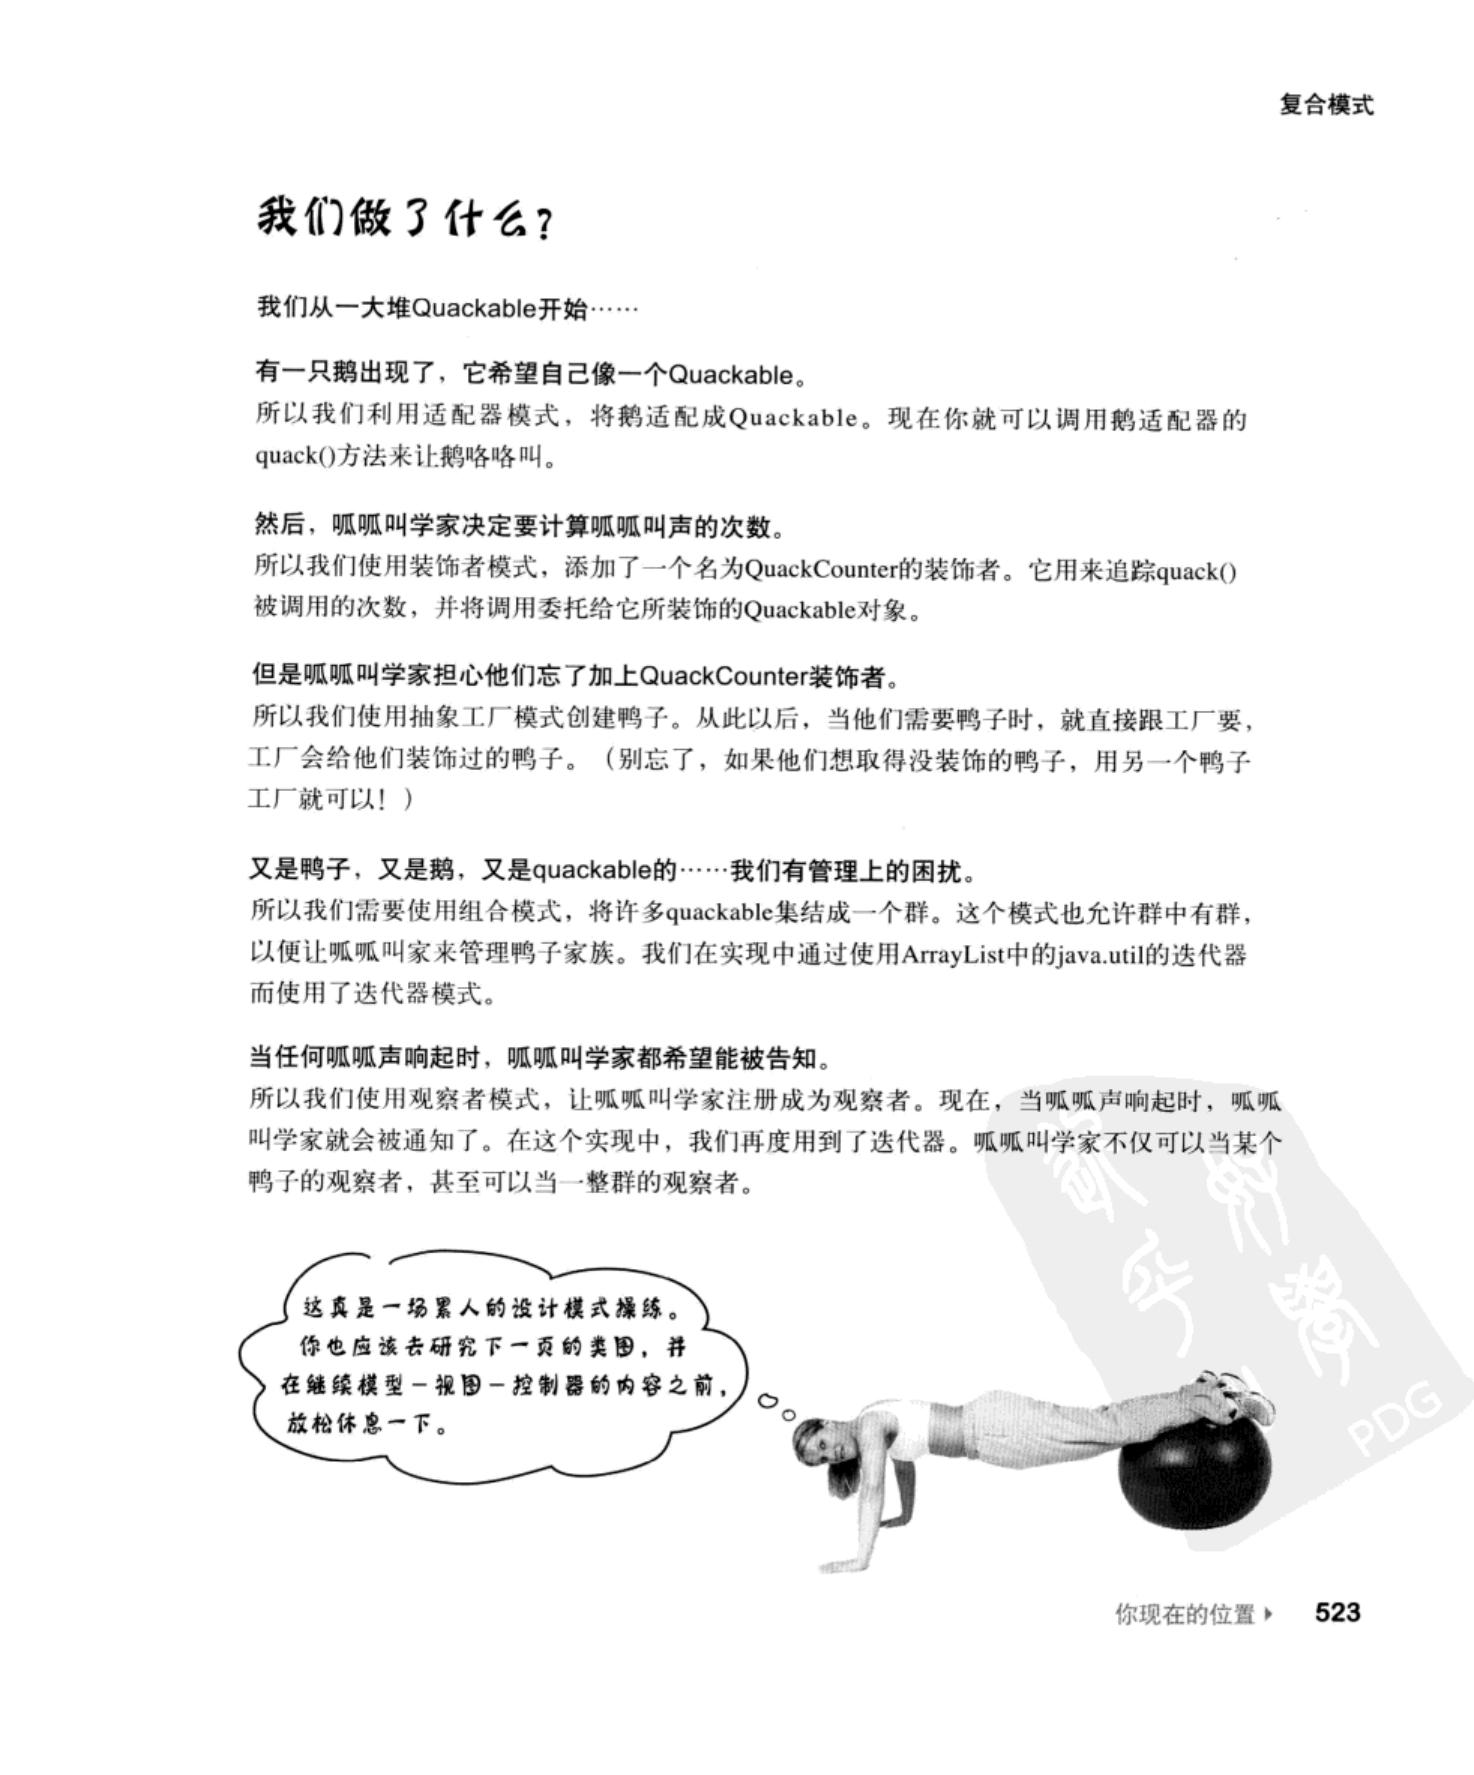 复合模式
我们做了什么?
我们从一大堆Quackable开始……
有一只鹅出现了，它希望自己像一个Quackable。
所以我们利用适配器模式，将鹅适配成Quackable。现在你就可以调用鹅适配器的
quack()方法来让鹅咯咯叫。
然后，呱呱叫学家决定要计算呱呱叫声的次数。
所以我们使用装饰者模式，添加了一个名为QuackCounter的装饰者。它用来追踪quack()
被调用的次数，并将调用委托给它所装饰的Quackable对象。
但是呱呱叫学家担心他们忘了加上QuackCounter装饰者。
所以我们使用抽象工厂模式创建鸭子。从此以后，当他们需要鸭子时，就直接跟工厂要，
工厂会给他们装饰过的鸭子。（别忘了，如果他们想取得没装饰的鸭子，用另一个鸭子
工厂就可以！）
又是鸭子，又是鹅，又是quackable的……我们有管理上的困扰。
所以我们需要使用组合模式，将许多quackable集结成一个群。这个模式也允许群中有群，
以便让呱呱叫家来管理鸭子家族。我们在实现中通过使用ArrayList中的java.util的迭代器
而使用了迭代器模式。
当任何呱呱声响起时，呱呱叫学家都希望能被告知。
所以我们使用观察者模式，让呱呱叫学家注册成为观察者。现在，当呱呱声响起时，呱呱
叫学家就会被通知了。在这个实现中，我们再度用到了迭代器。呱呱叫学家不仅可以当某个
鸭子的观察者，甚至可以当一整群的观察者。
这真是一场累人的设计模式操练。
你也应该去研究下一页的类图，并
在继续模型－视图－控制器的内容之前，
放松休息一下。
PDG
你现在的位置▸ 523